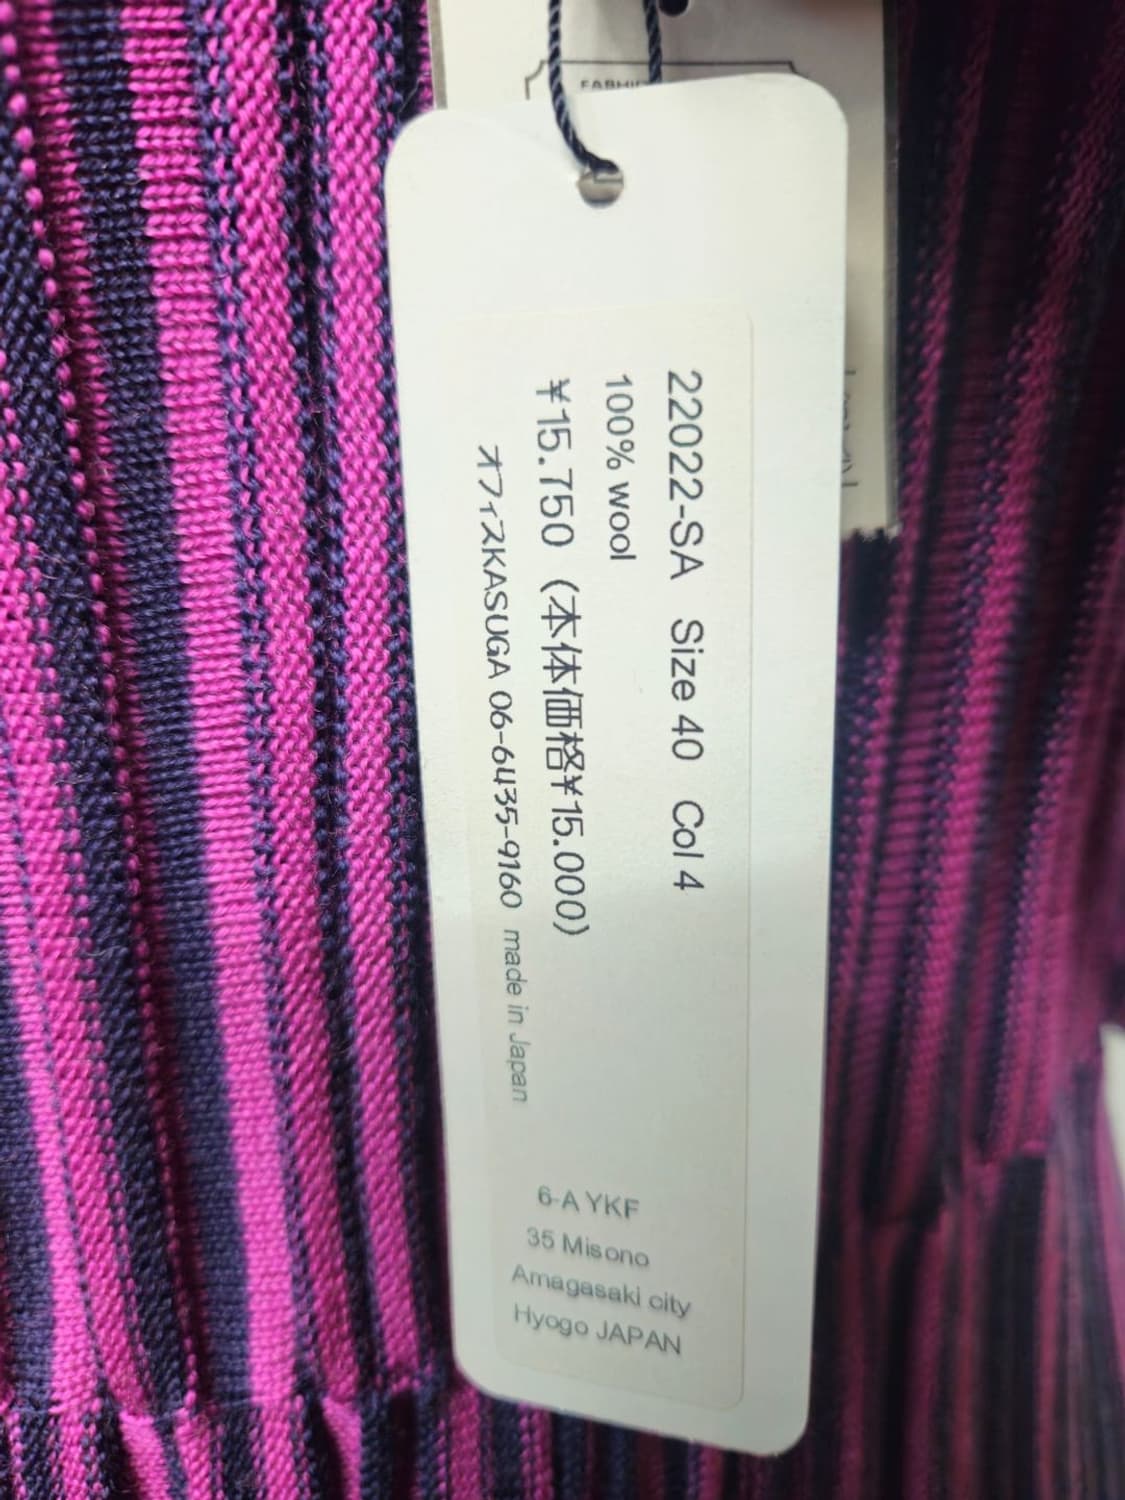 22022-SA Size 40 Col 4
100% wool
¥15.750 (本体価格¥15.000)
オフィスKASUGA 06-6435-9160 made in Japan
6-A YKF
35 Misono
Amagasaki city
Hyogo JAPAN